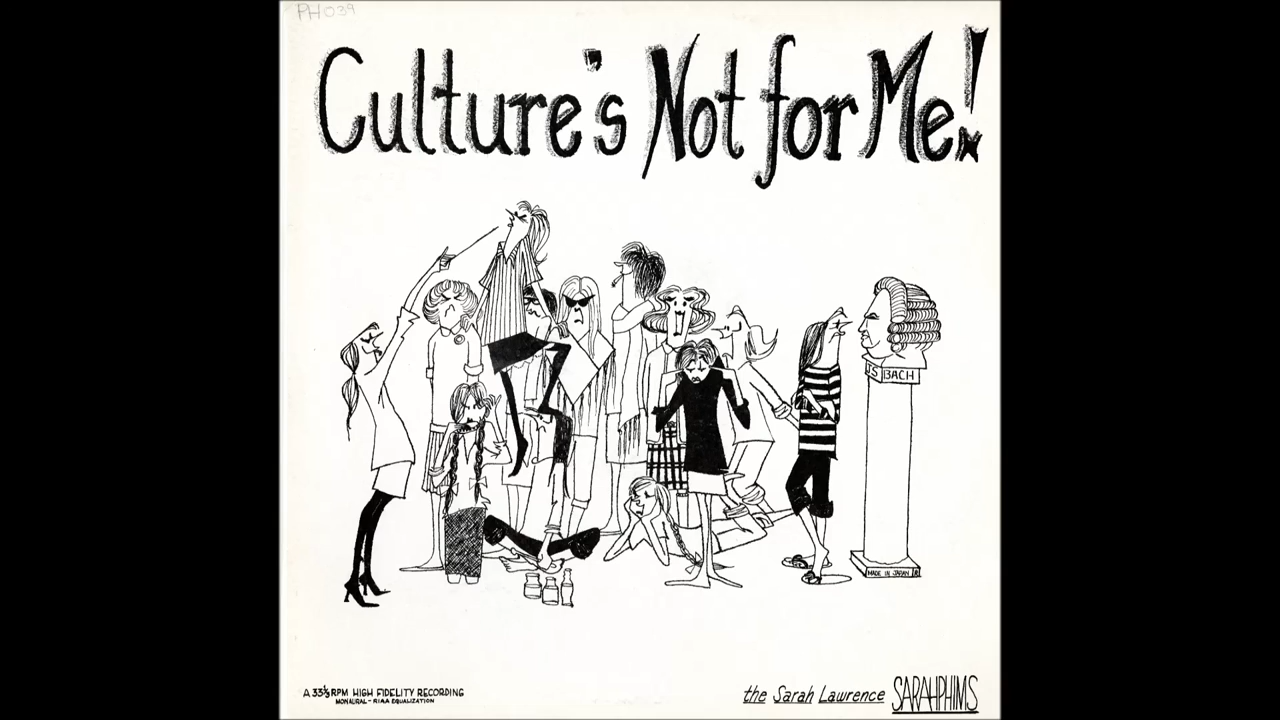 PH039
Culture's Not for Me!
JS BACH
MADE IN JAPAN
A 33⅓ RPM HIGH FIDELITY RECORDING
MONAURAL - RIAA EQUALIZATION
the Sarah Lawrence SARAHPHIMS